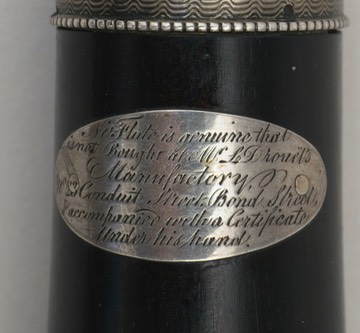 No Flute is genuine that
is not Bought at Mr. L. Drouet's
Manufactory,
No. 23 Conduit Street Bond Street,
& accompanied with a Certificate
Under his hand.